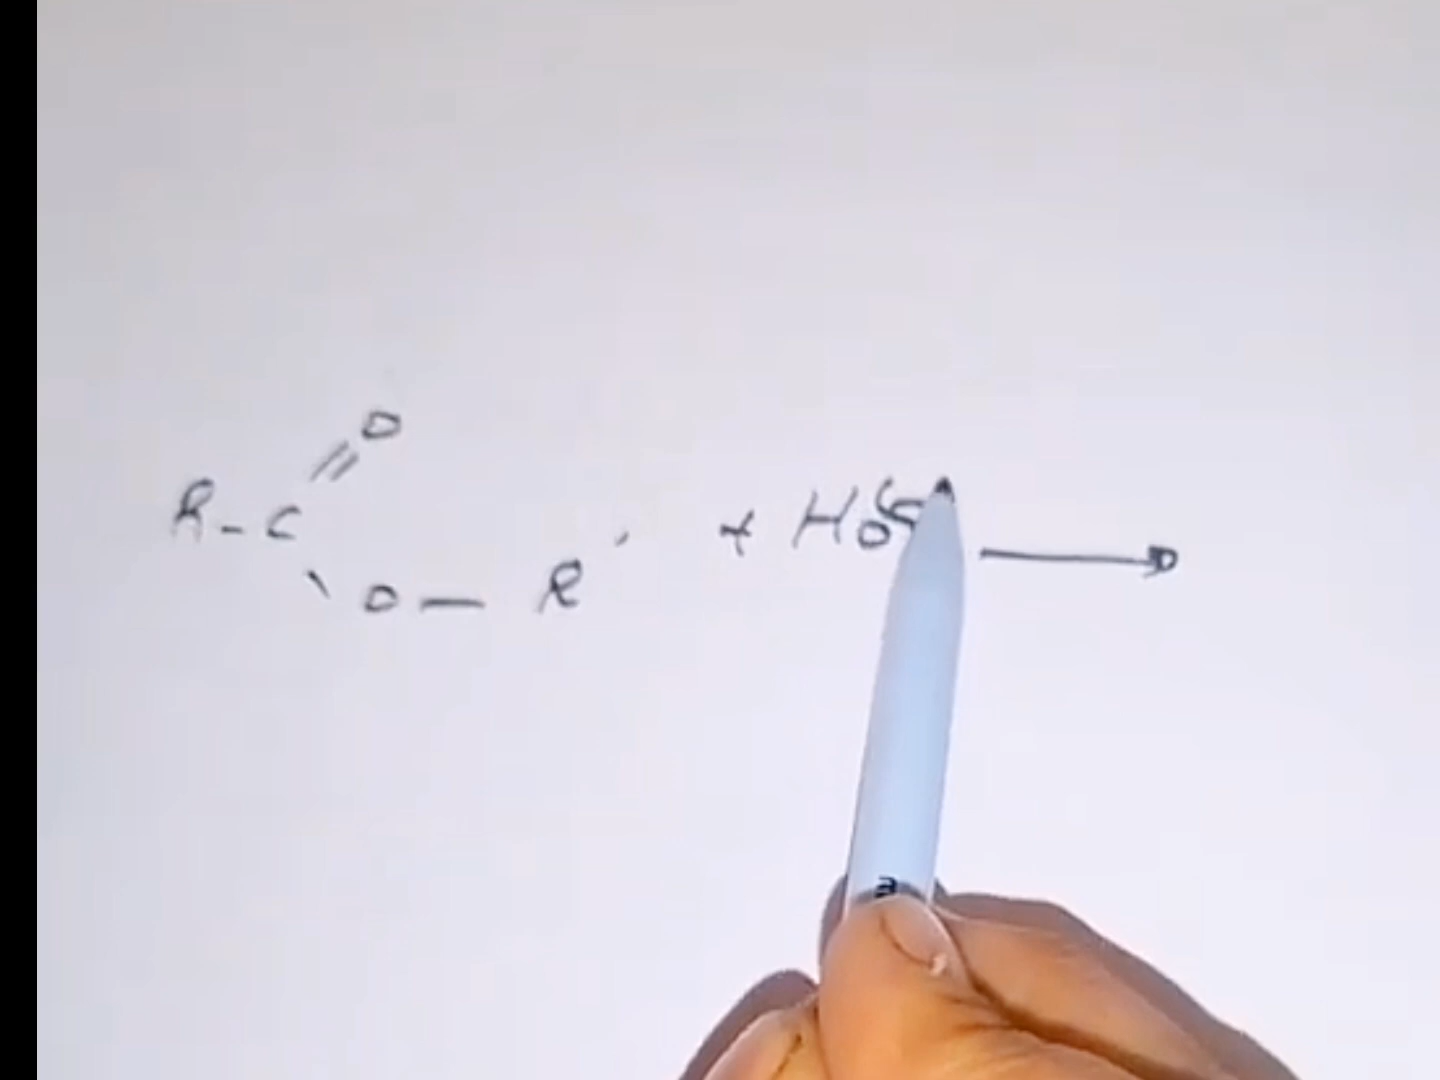 O
R-C + HO
O — R'